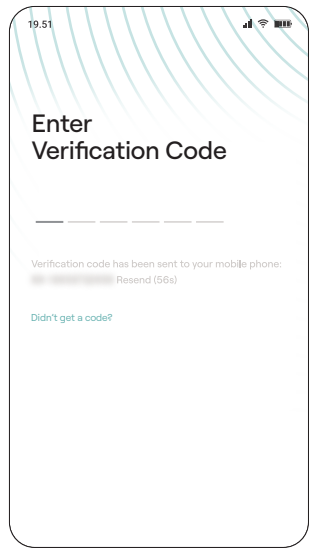 19.51
Enter
Verification Code
Verification code has been sent to your mobile phone:
Resend (56s)
Didn't get a code?